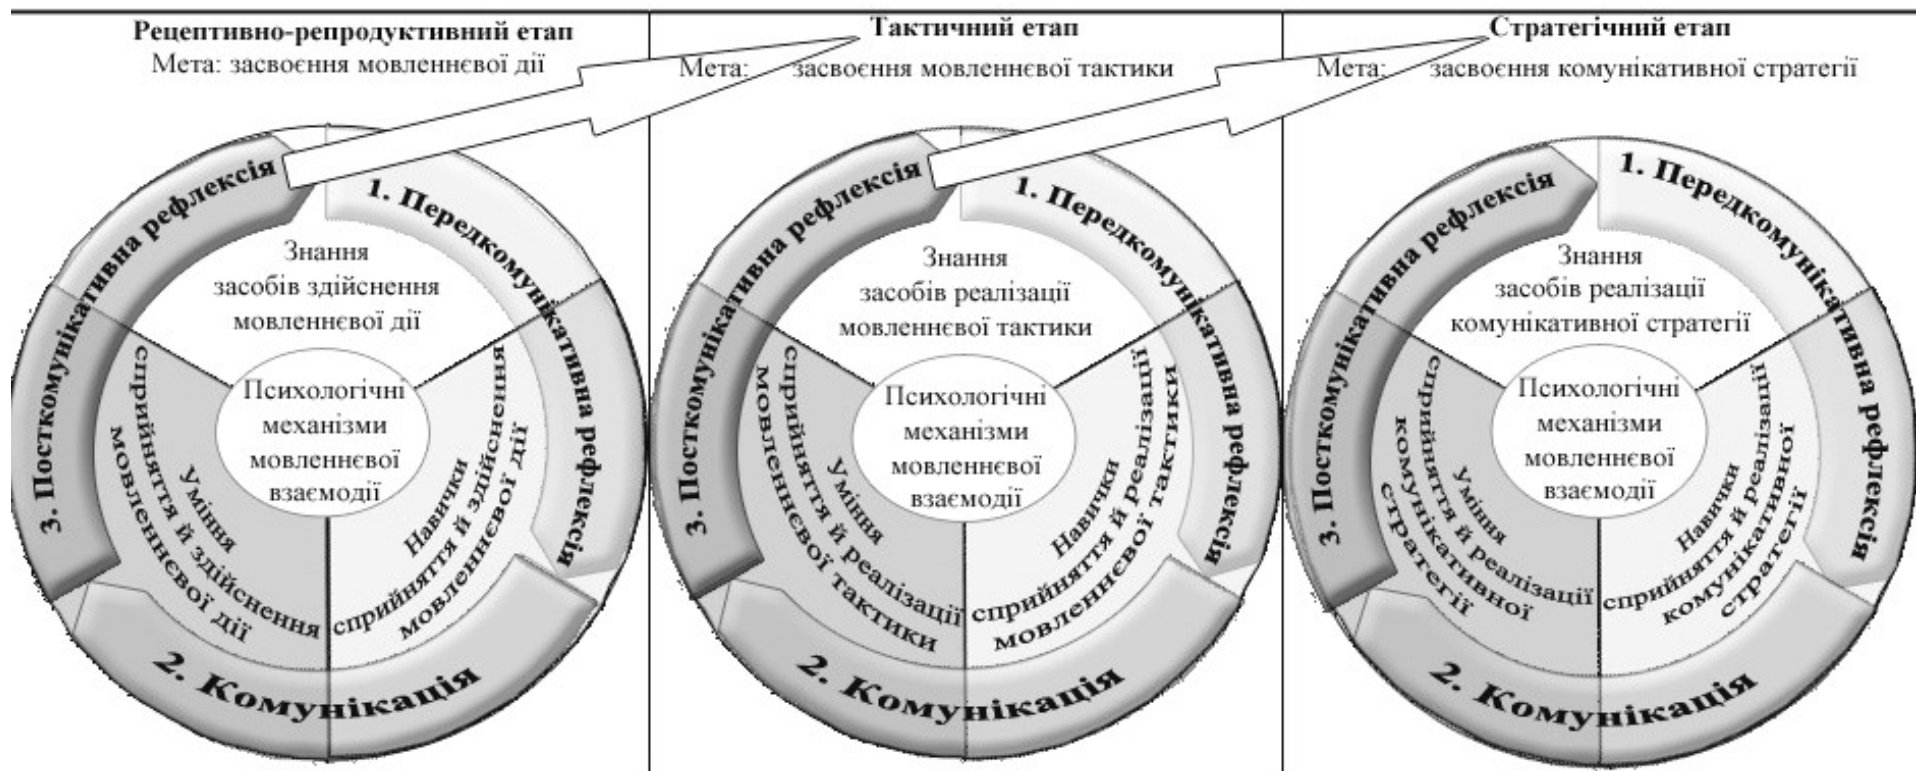 Рецептивно-репродуктивний етап
Мета: засвоєння мовленнєвої дії
1. Передкомунікативна рефлексія
2. Комунікація
3. Посткомунікативна рефлексія
Знання
засобів здійснення
мовленнєвої дії
Навички
сприйняття й здійснення
мовленнєвої дії
Уміння
сприйняття й здійснення
мовленнєвої дії
Психологічні
механізми
мовленнєвої
взаємодії
Тактичний етап
Мета: засвоєння мовленнєвої тактики
1. Передкомунікативна рефлексія
2. Комунікація
3. Посткомунікативна рефлексія
Знання
засобів реалізації
мовленнєвої тактики
Навички
сприйняття й реалізації
мовленнєвої тактики
Уміння
сприйняття й реалізації
мовленнєвої тактики
Психологічні
механізми
мовленнєвої
взаємодії
Стратегічний етап
Мета: засвоєння комунікативної стратегії
1. Передкомунікативна рефлексія
2. Комунікація
3. Посткомунікативна рефлексія
Знання
засобів реалізації
комунікативної стратегії
Навички
сприйняття й реалізації
комунікативної
стратегії
Уміння
сприйняття й реалізації
комунікативної
стратегії
Психологічні
механізми
мовленнєвої
взаємодії